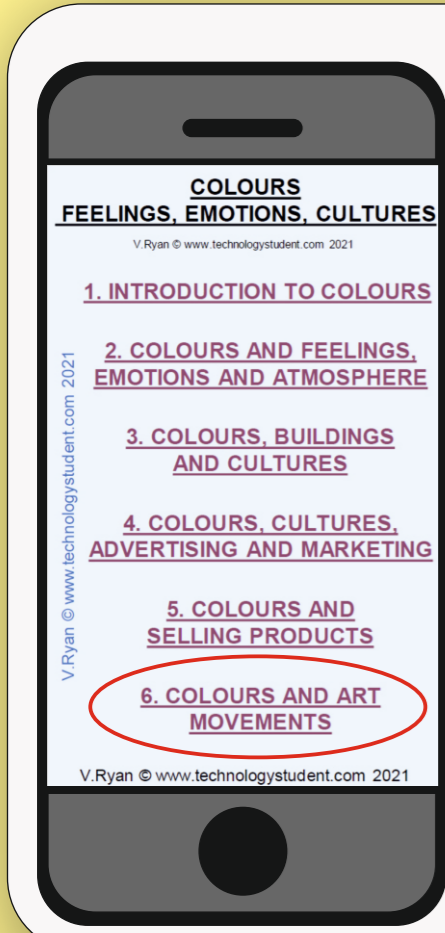 COLOURS
FEELINGS, EMOTIONS, CULTURES
V.Ryan © www.technologystudent.com 2021
1. INTRODUCTION TO COLOURS
2. COLOURS AND FEELINGS,
EMOTIONS AND ATMOSPHERE
3. COLOURS, BUILDINGS
AND CULTURES
4. COLOURS, CULTURES,
ADVERTISING AND MARKETING
5. COLOURS AND
SELLING PRODUCTS
6. COLOURS AND ART
MOVEMENTS
V.Ryan © www.technologystudent.com 2021
V.Ryan © www.technologystudent.com 2021